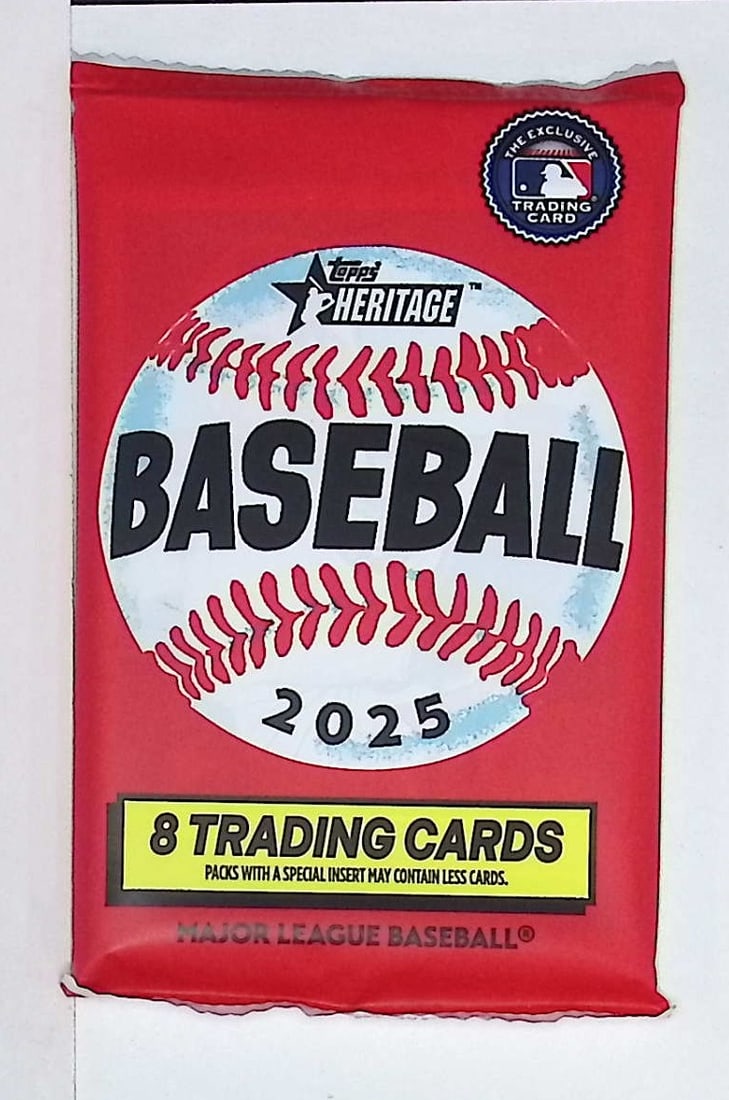 THE EXCLUSIVE
TRADING
CARD
Topps®
HERITAGE™
BASEBALL
2025
8 TRADING CARDS
PACKS WITH A SPECIAL INSERT MAY CONTAIN LESS CARDS.
MAJOR LEAGUE BASEBALL®